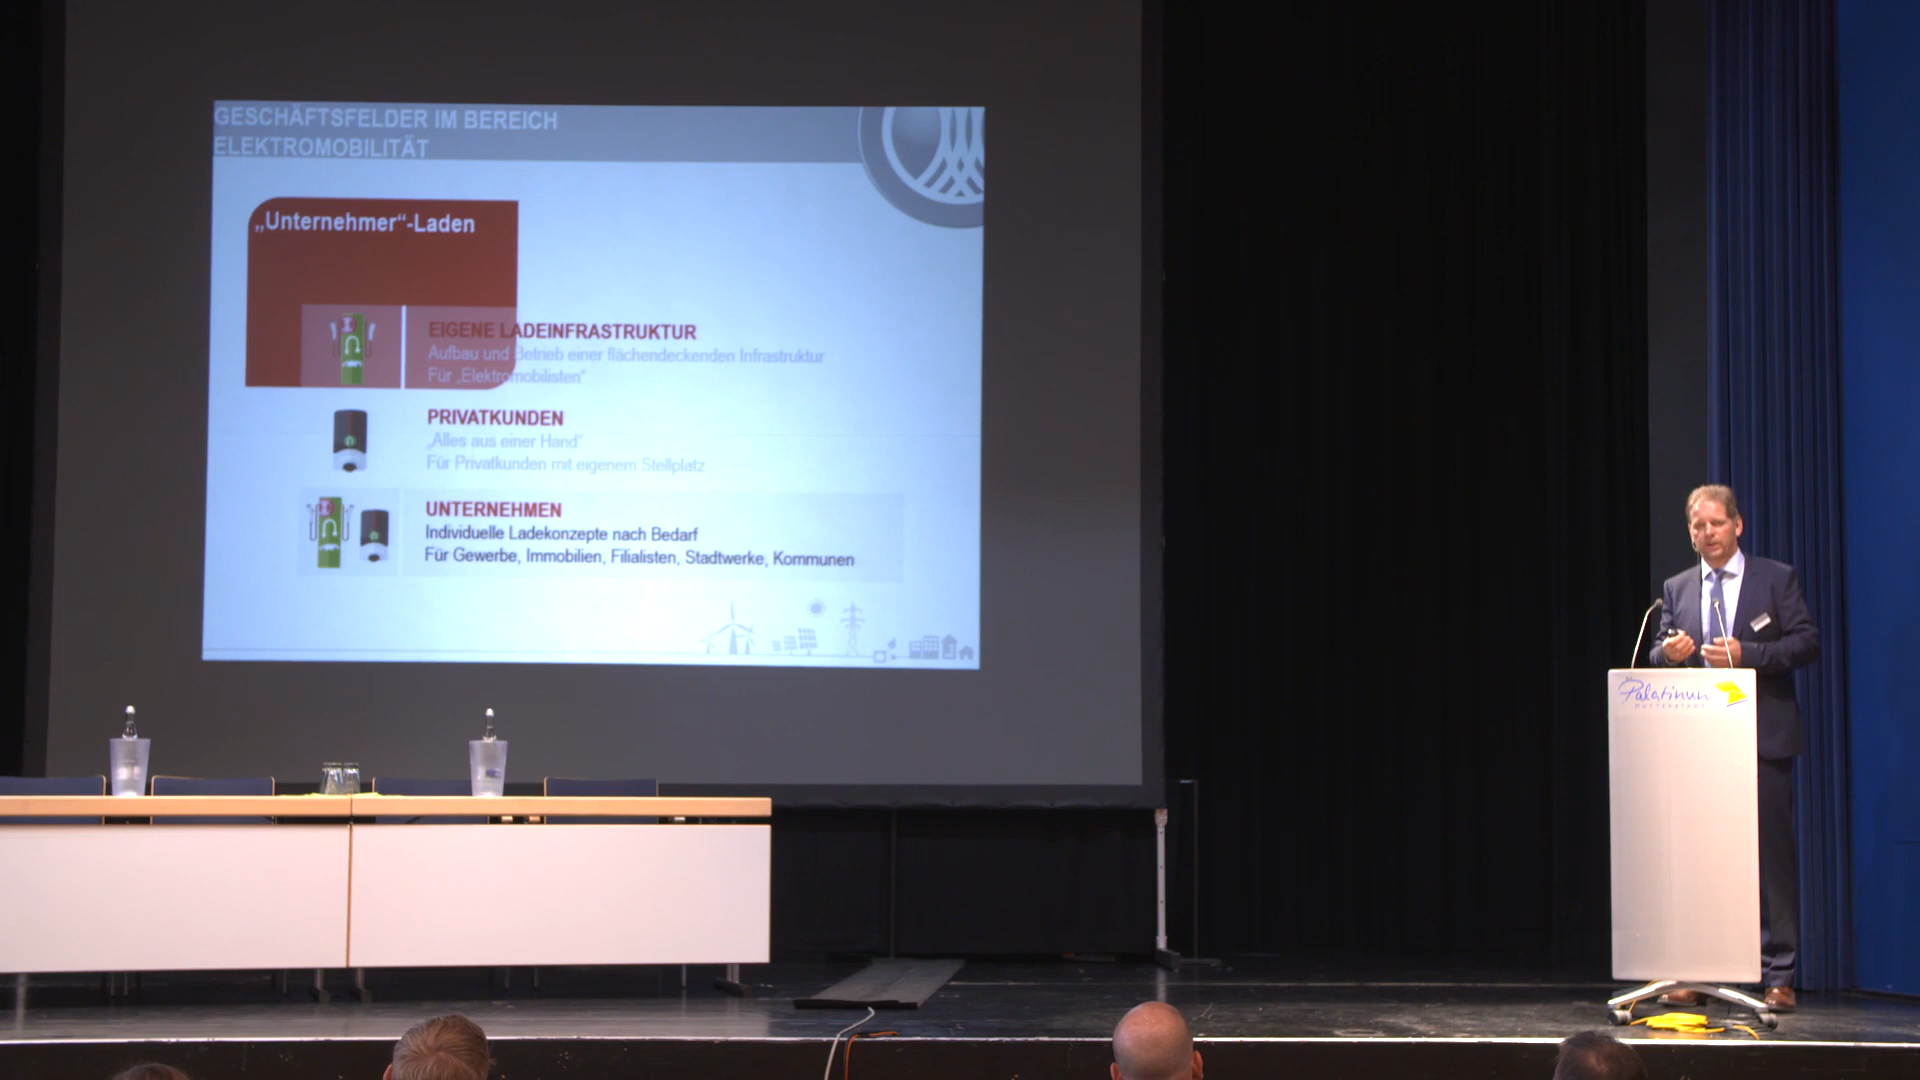 GESCHÄFTSFELDER IM BEREICH
ELEKTROMOBILITÄT
„Unternehmer“-Laden
EIGENE LADEINFRASTRUKTUR
Aufbau und Betrieb einer flächendeckenden Infrastruktur
Für „Elektromobilisten“
PRIVATKUNDEN
„Alles aus einer Hand“
Für Privatkunden mit eigenem Stellplatz
UNTERNEHMEN
Individuelle Ladekonzepte nach Bedarf
Für Gewerbe, Immobilien, Filialisten, Stadtwerke, Kommunen
Palatinum
MUTTERSTADT